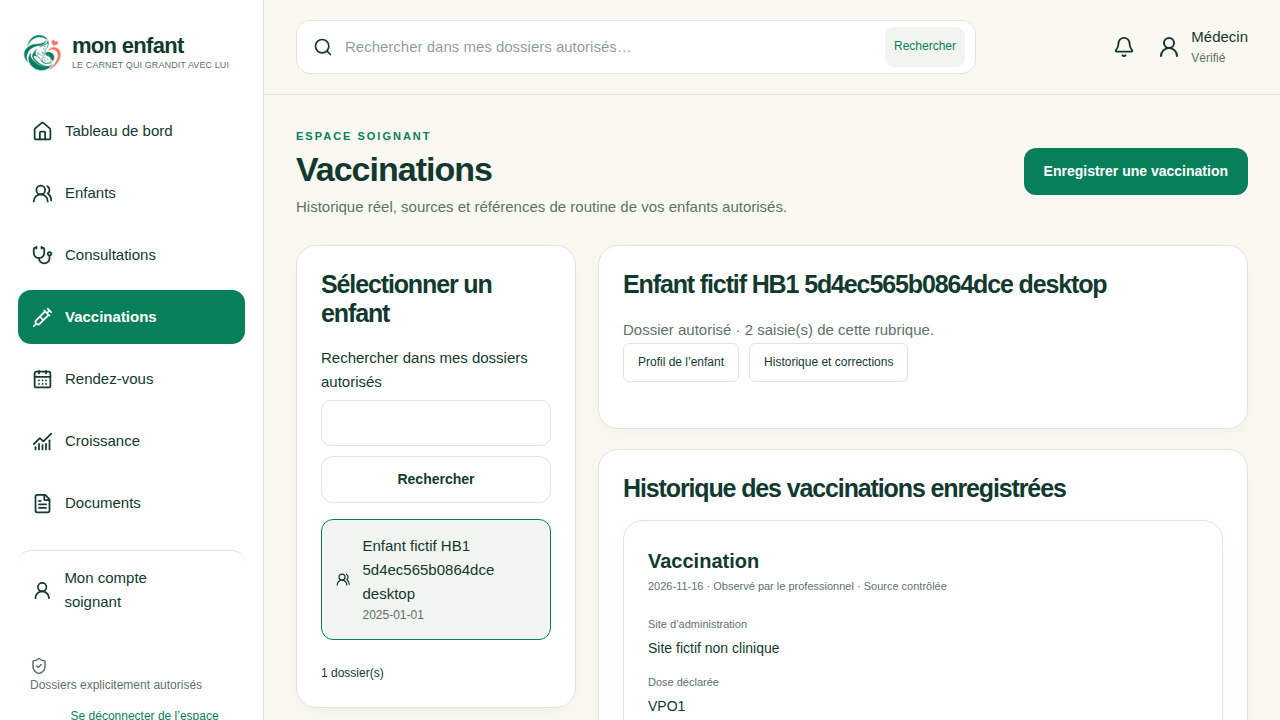 mon enfant
LE CARNET QUI GRANDIT AVEC LUI
Tableau de bord
Enfants
Consultations
Vaccinations
Rendez-vous
Croissance
Documents
Mon compte
soignant
Dossiers explicitement autorisés
Se déconnecter de l’espace
Rechercher dans mes dossiers autorisés…
Rechercher
Médecin
Vérifié
ESPACE SOIGNANT
Vaccinations
Historique réel, sources et références de routine de vos enfants autorisés.
Enregistrer une vaccination
Sélectionner un
enfant
Rechercher dans mes dossiers
autorisés
Rechercher
Enfant fictif HB1
5d4ec565b0864dce
desktop
2025-01-01
1 dossier(s)
Enfant fictif HB1 5d4ec565b0864dce desktop
Dossier autorisé · 2 saisie(s) de cette rubrique.
Profil de l’enfant
Historique et corrections
Historique des vaccinations enregistrées
Vaccination
2026-11-16 · Observé par le professionnel · Source contrôlée
Site d’administration
Site fictif non clinique
Dose déclarée
VPO1